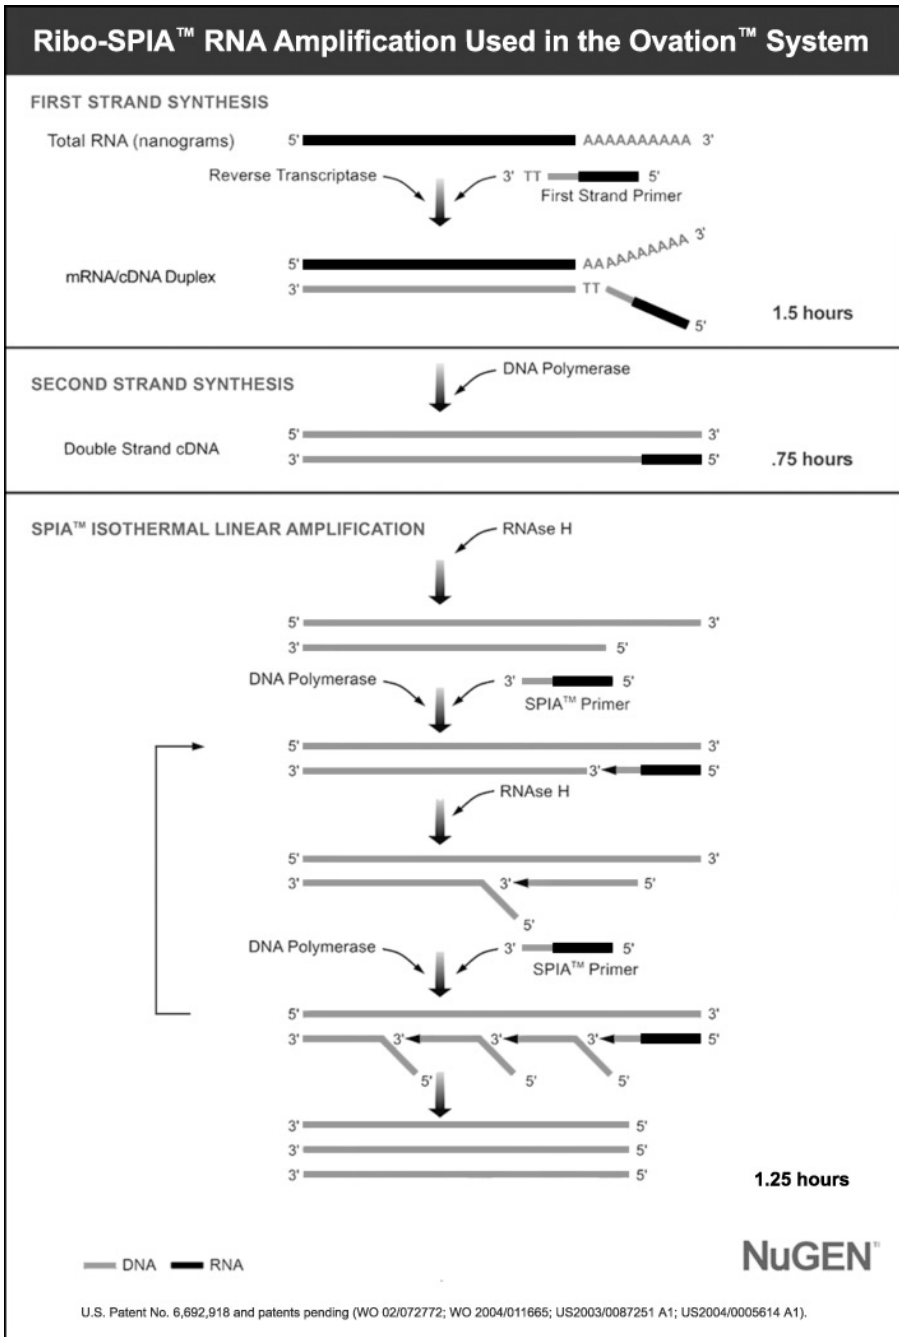 Ribo-SPIA™ RNA Amplification Used in the Ovation™ System
FIRST STRAND SYNTHESIS
Total RNA (nanograms)
5' AAAAAAAAAA 3'
Reverse Transcriptase
3' TT 5'
First Strand Primer
mRNA/cDNA Duplex
5' AAAAAAAAAA 3'
3' TT
5'
1.5 hours
SECOND STRAND SYNTHESIS
DNA Polymerase
Double Strand cDNA
5' 3'
3' 5'
.75 hours
SPIA™ ISOTHERMAL LINEAR AMPLIFICATION
RNAse H
5' 3'
3' 5'
DNA Polymerase
3' 5'
SPIA™ Primer
5' 3'
3' 3' 5'
RNAse H
5' 3'
3' 3' 5'
5'
DNA Polymerase
3' 5'
SPIA™ Primer
5' 3'
3' 3' 3' 3' 5'
5' 5' 5'
3' 5'
3' 5'
3' 5'
1.25 hours
DNA RNA
NuGEN
U.S. Patent No. 6,692,918 and patents pending (WO 02/072772; WO 2004/011665; US2003/0087251 A1; US2004/0005614 A1).